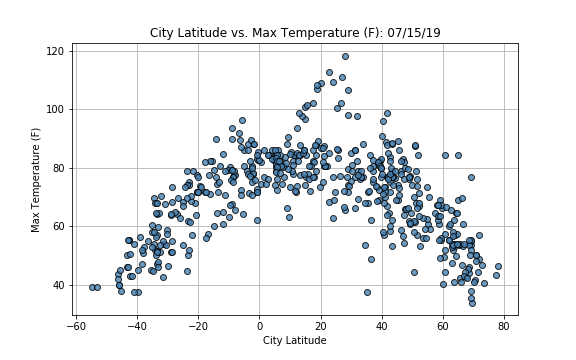 City Latitude vs. Max Temperature (F): 07/15/19
Max Temperature (F)
120
100
80
60
40
−60 −40 −20 0 20 40 60 80
City Latitude